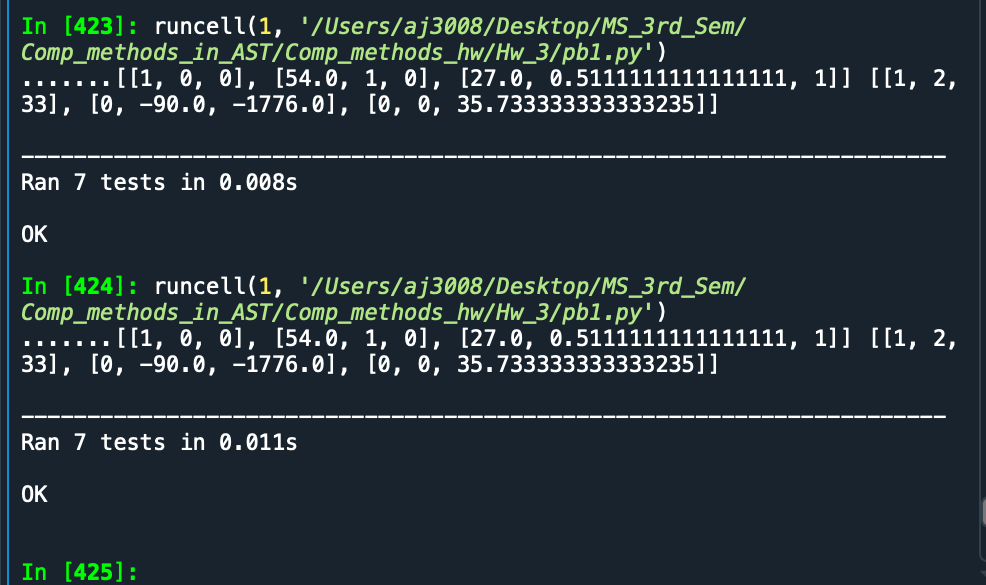 In [423]: runcell(1, '/Users/aj3008/Desktop/MS_3rd_Sem/
Comp_methods_in_AST/Comp_methods_hw/Hw_3/pb1.py')
.......[[1, 0, 0], [54.0, 1, 0], [27.0, 0.5111111111111111, 1]] [[1, 2,
33], [0, -90.0, -1776.0], [0, 0, 35.733333333333235]]
----------------------------------------------------------------------
Ran 7 tests in 0.008s
OK
In [424]: runcell(1, '/Users/aj3008/Desktop/MS_3rd_Sem/
Comp_methods_in_AST/Comp_methods_hw/Hw_3/pb1.py')
.......[[1, 0, 0], [54.0, 1, 0], [27.0, 0.5111111111111111, 1]] [[1, 2,
33], [0, -90.0, -1776.0], [0, 0, 35.733333333333235]]
----------------------------------------------------------------------
Ran 7 tests in 0.011s
OK
In [425]: